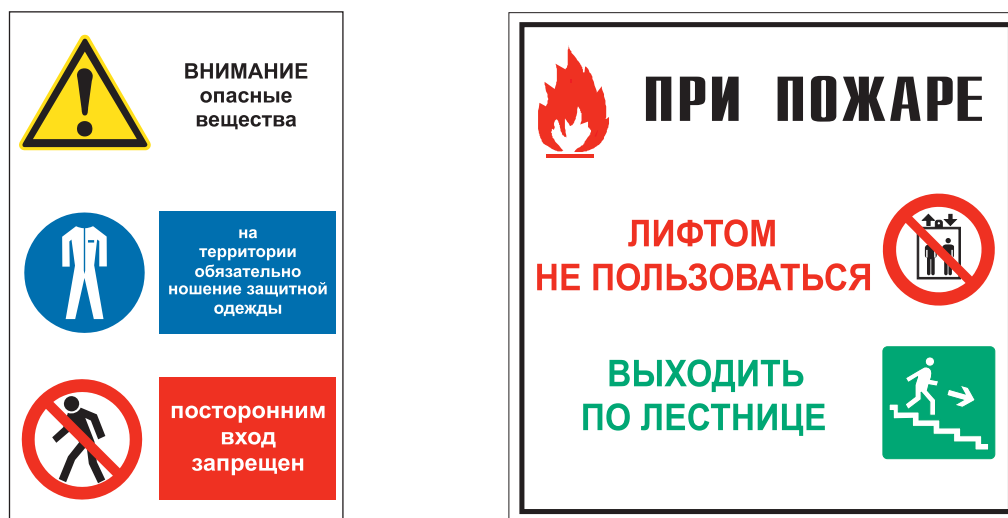 ВНИМАНИЕ
опасные
вещества
на
территории
обязательно
ношение защитной
одежды
посторонним
вход
запрещен
ПРИ ПОЖАРЕ
ЛИФТОМ
НЕ ПОЛЬЗОВАТЬСЯ
ВЫХОДИТЬ
ПО ЛЕСТНИЦЕ